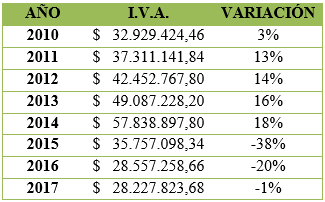 AÑO I.V.A. VARIACIÓN
2010 $ 32.929.424,46 3%
2011 $ 37.311.141,84 13%
2012 $ 42.452.767,80 14%
2013 $ 49.087.228,20 16%
2014 $ 57.838.897,80 18%
2015 $ 35.757.098,34 -38%
2016 $ 28.557.258,66 -20%
2017 $ 28.227.823,68 -1%